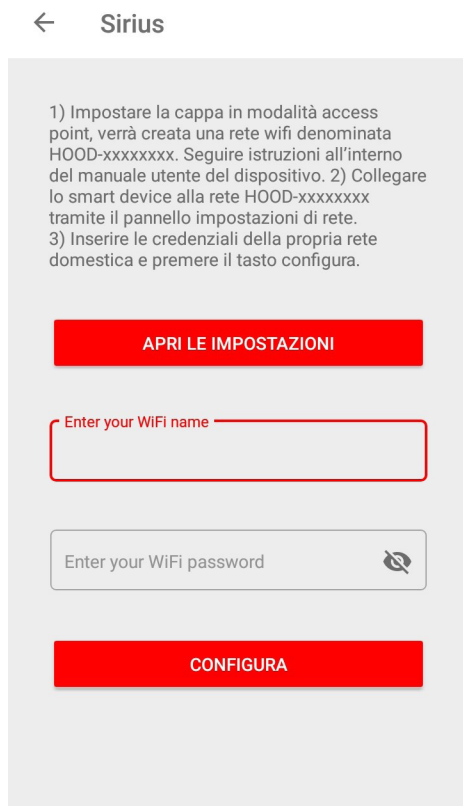 Sirius
1) Impostare la cappa in modalità access
point, verrà creata una rete wifi denominata
HOOD-xxxxxxxx. Seguire istruzioni all'interno
del manuale utente del dispositivo. 2) Collegare
lo smart device alla rete HOOD-xxxxxxxx
tramite il pannello impostazioni di rete.
3) Inserire le credenziali della propria rete
domestica e premere il tasto configura.
APRI LE IMPOSTAZIONI
Enter your WiFi name
Enter your WiFi password
CONFIGURA